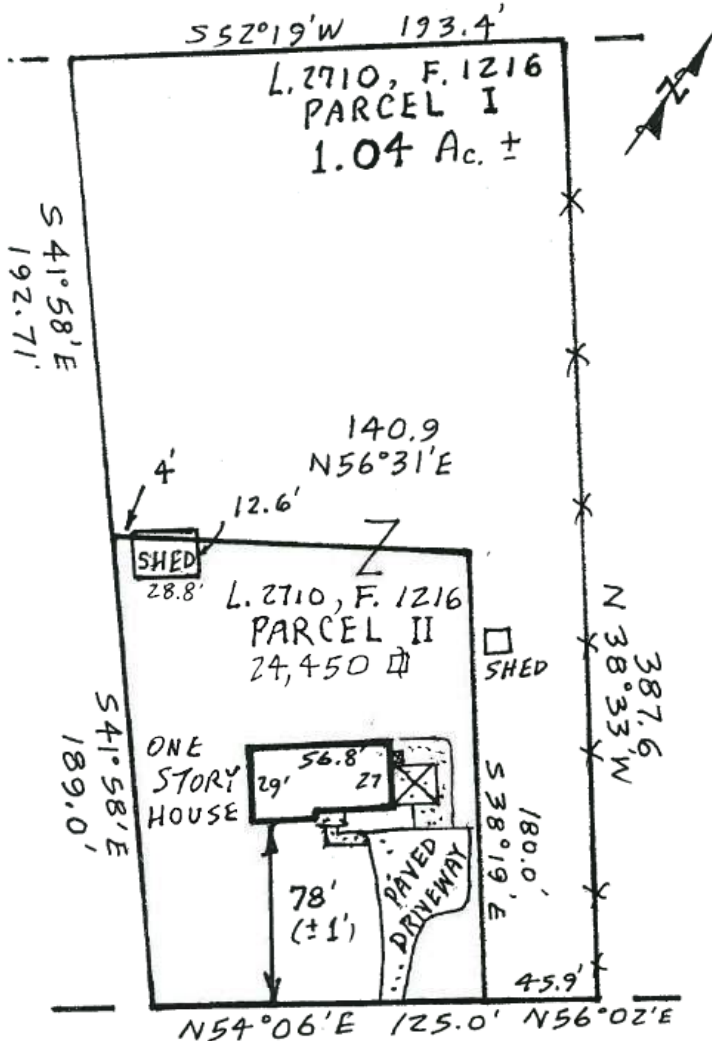 S 52°19'W 193.4'
L. 2710, F. 1216
PARCEL I
1.04 Ac. ±
N
S 41°58'E
192.71'
140.9
N56°31'E
4'
12.6'
SHED
28.8'
Z
L. 2710, F. 1216
PARCEL II
24,450
SHED
N 38°33'W
387.6
S 41°58'E
189.0'
ONE
STORY
HOUSE
56.8'
29'
27
S 38°19'E
180.0'
78'
(±1')
PAVED
DRIVEWAY
45.9'
N54°06'E 125.0' N56°02'E